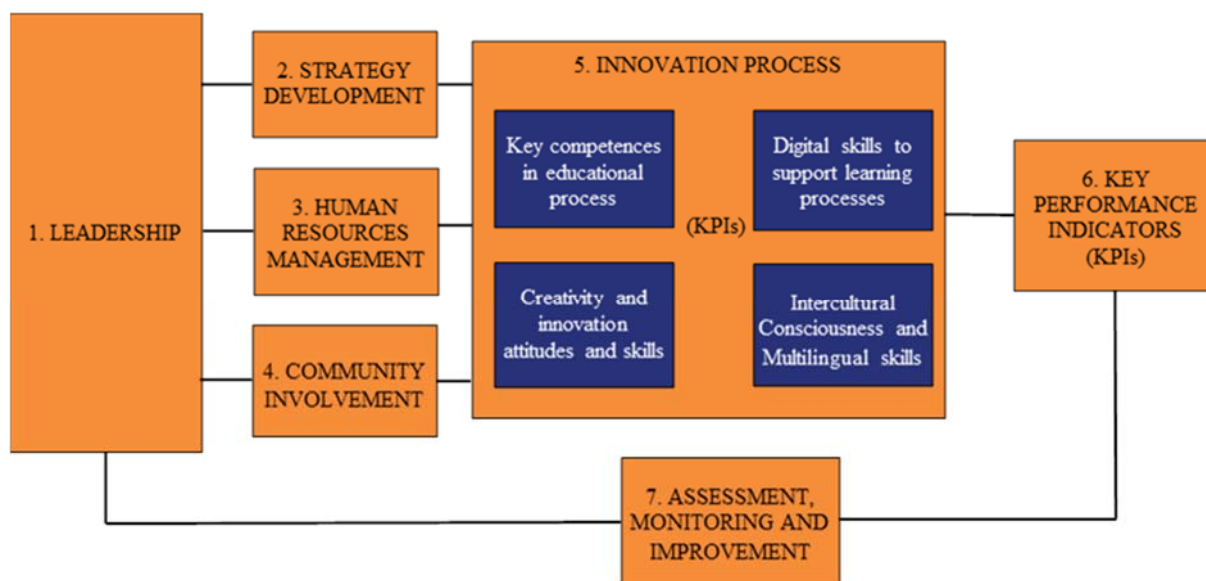 1. LEADERSHIP
2. STRATEGY
DEVELOPMENT
3. HUMAN
RESOURCES
MANAGEMENT
4. COMMUNITY
INVOLVEMENT
5. INNOVATION PROCESS
Key competences
in educational
process
Digital skills to
support learning
processes
(KPIs)
Creativity and
innovation
attitudes and skills
Intercultural
Consciousness and
Multilingual skills
6. KEY
PERFORMANCE
INDICATORS
(KPIs)
7. ASSESSMENT,
MONITORING AND
IMPROVEMENT